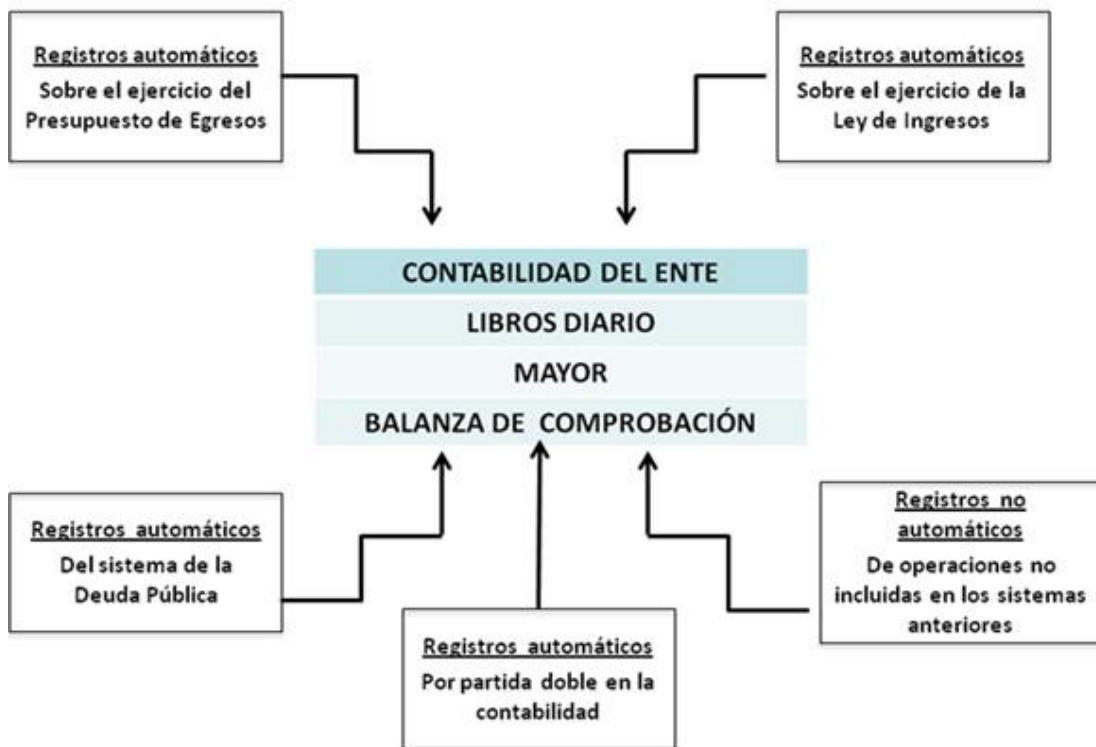 Registros automáticos
Sobre el ejercicio del
Presupuesto de Egresos
Registros automáticos
Sobre el ejercicio de la
Ley de Ingresos
CONTABILIDAD DEL ENTE
LIBROS DIARIO
MAYOR
BALANZA DE COMPROBACIÓN
Registros automáticos
Del sistema de la
Deuda Pública
Registros automáticos
Por partida doble en la
contabilidad
Registros no
automáticos
De operaciones no
incluidas en los sistemas
anteriores